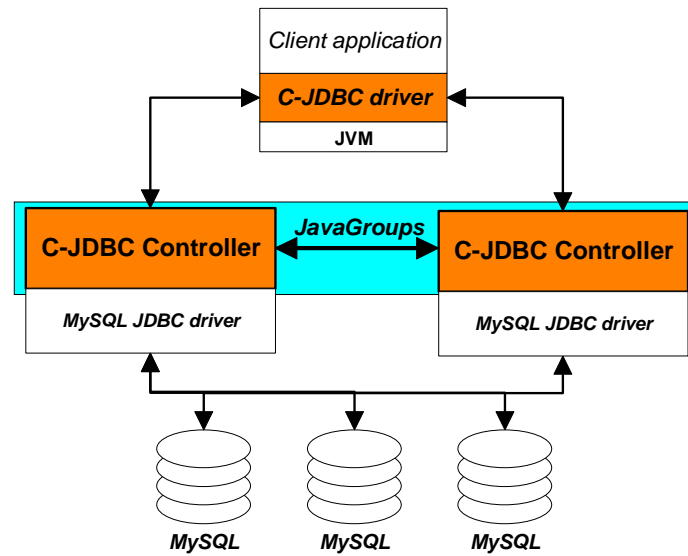 Client application
C-JDBC driver
JVM
JavaGroups
C-JDBC Controller
C-JDBC Controller
MySQL JDBC driver
MySQL JDBC driver
MySQL
MySQL
MySQL